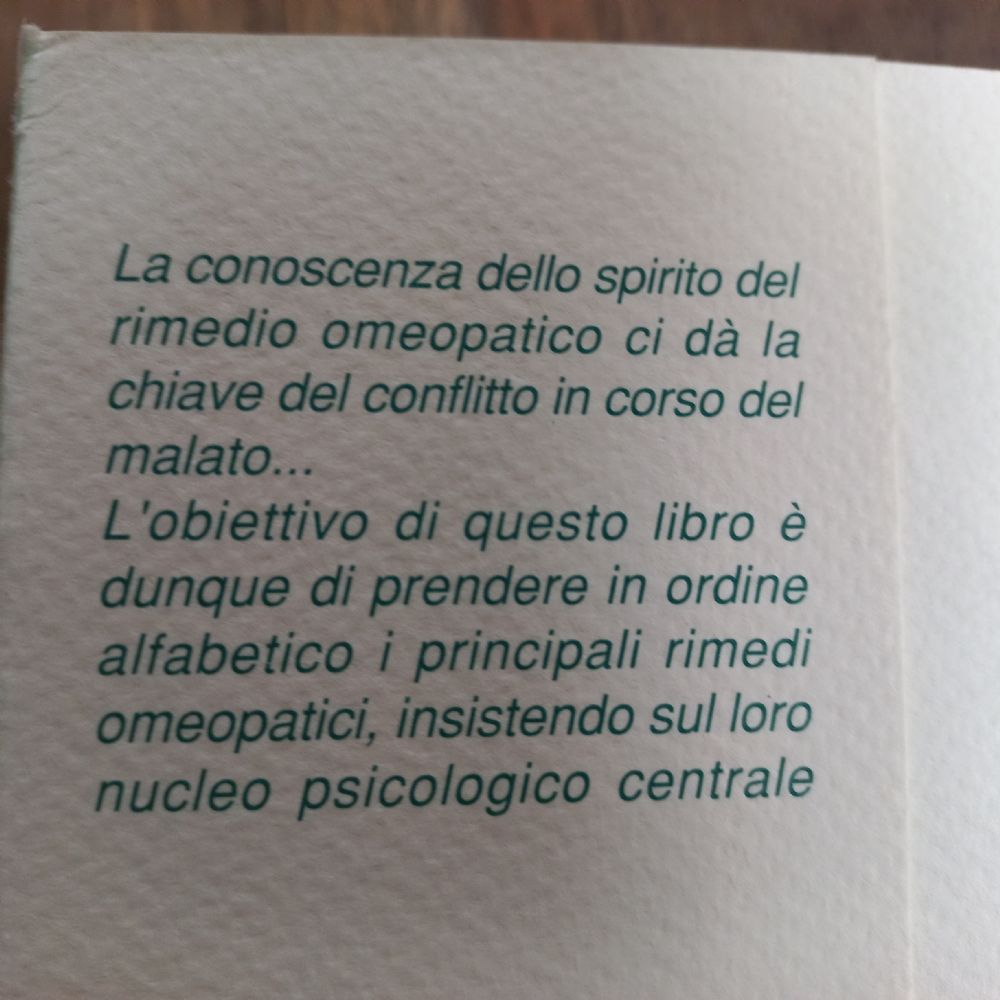 La conoscenza dello spirito del
rimedio omeopatico ci dà la
chiave del conflitto in corso del
malato...
L'obiettivo di questo libro è
dunque di prendere in ordine
alfabetico i principali rimedi
omeopatici, insistendo sul loro
nucleo psicologico centrale